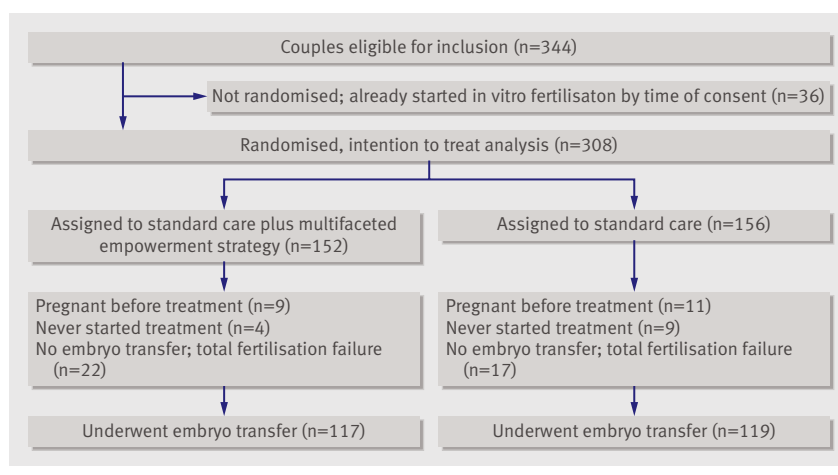 Couples eligible for inclusion (n=344)
Not randomised; already started in vitro fertilisaton by time of consent (n=36)
Randomised, intention to treat analysis (n=308)
Assigned to standard care plus multifaceted
empowerment strategy (n=152)
Assigned to standard care (n=156)
Pregnant before treatment (n=9)
Never started treatment (n=4)
No embryo transfer; total fertilisation failure
(n=22)
Pregnant before treatment (n=11)
Never started treatment (n=9)
No embryo transfer; total fertilisation failure
(n=17)
Underwent embryo transfer (n=117)
Underwent embryo transfer (n=119)